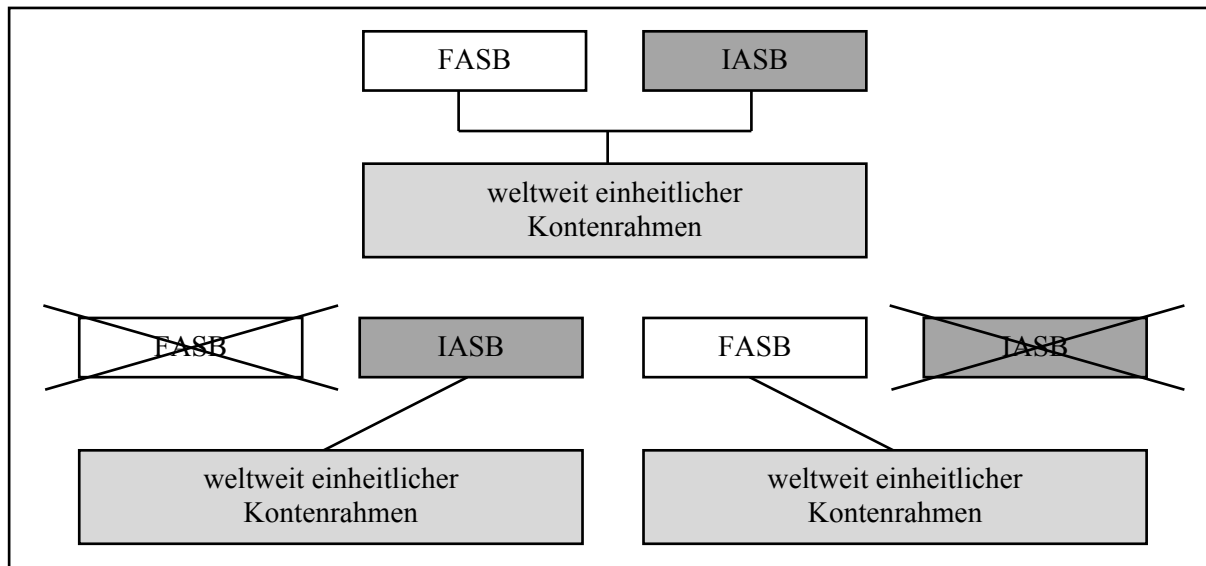 FASB
IASB
weltweit einheitlicher
Kontenrahmen
FASB
IASB
FASB
IASB
weltweit einheitlicher
Kontenrahmen
weltweit einheitlicher
Kontenrahmen